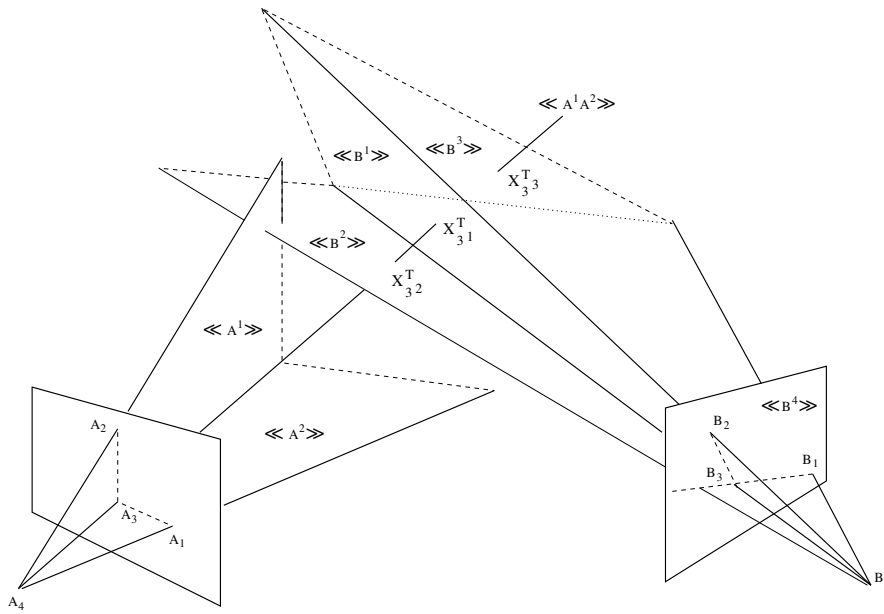 ≪A¹A²≫
≪B¹≫
≪B³≫
X₃ᵀ₃
X₃ᵀ₁
≪B²≫
X₃ᵀ₂
≪A¹≫
≪B⁴≫
A₂
≪A²≫
B₂
B₃
B₁
A₃
A₁
A₄
B